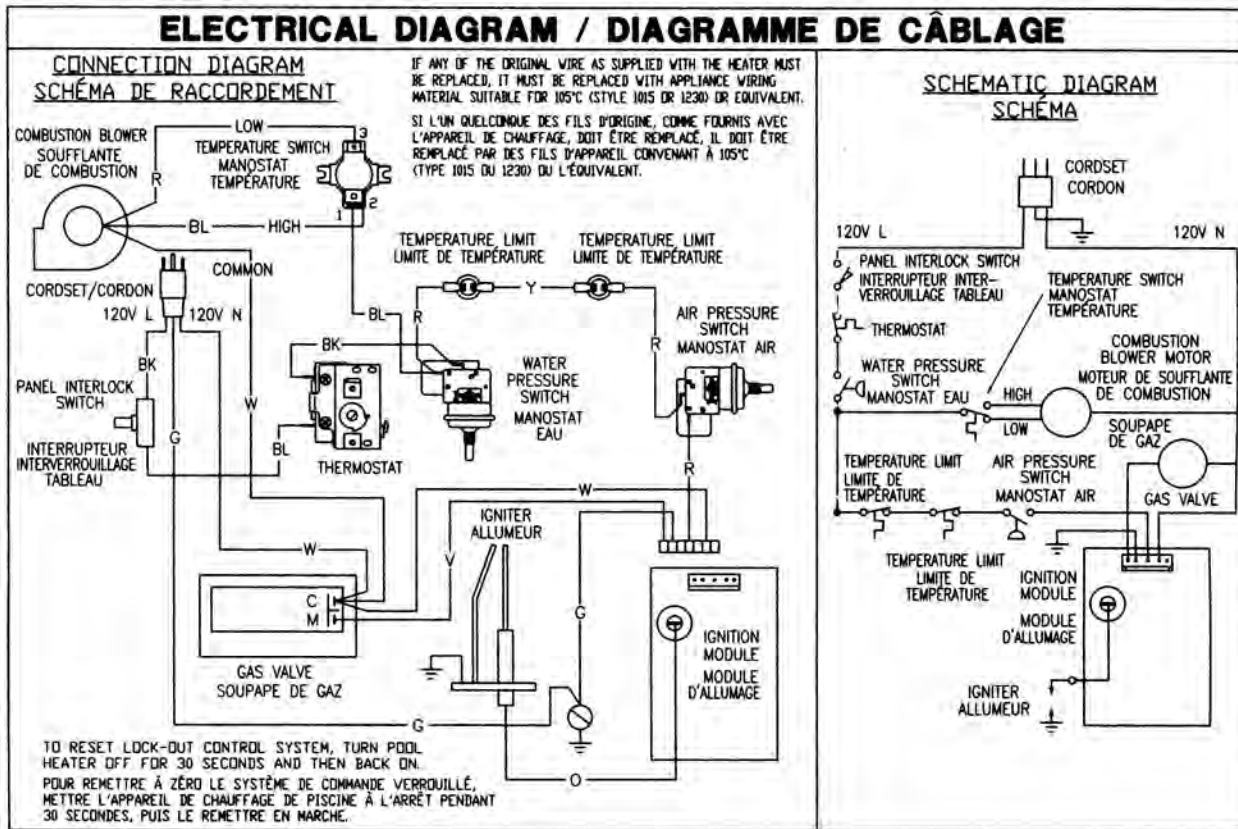 ELECTRICAL DIAGRAM / DIAGRAMME DE CÂBLAGE
CONNECTION DIAGRAM
SCHÉMA DE RACCORDEMENT
IF ANY OF THE ORIGINAL WIRE AS SUPPLIED WITH THE HEATER MUST
BE REPLACED, IT MUST BE REPLACED WITH APPLIANCE WIRING
MATERIAL SUITABLE FOR 105°C (STYLE 1015 OR 1230) OR EQUIVALENT.
SI L'UN QUELCONQUE DES FILS D'ORIGINE, COMME FOURNIS AVEC
L'APPAREIL DE CHAUFFAGE, DOIT ÊTRE REMPLACÉ, IL DOIT ÊTRE
REMPLACÉ PAR DES FILS D'APPAREIL CONVENANT À 105°C
(TYPE 1015 OU 1230) OU L'ÉQUIVALENT.
COMBUSTION BLOWER
SOUFFLANTE
DE COMBUSTION
LOW
R
TEMPERATURE SWITCH
MANOSTAT
TEMPÉRATURE
3
1
2
BL
HIGH
COMMON
CORDSET/CORDON
120V L
120V N
BK
W
G
PANEL INTERLOCK
SWITCH
INTERRUPTEUR
INTERVERROUILLAGE
TABLEAU
TEMPERATURE LIMIT
LIMITE DE TEMPÉRATURE
TEMPERATURE LIMIT
LIMITE DE TEMPÉRATURE
Y
BL
R
BK
R
AIR PRESSURE
SWITCH
MANOSTAT AIR
WATER
PRESSURE
SWITCH
MANOSTAT
EAU
BL
THERMOSTAT
R
W
IGNITER
ALLUMEUR
W
V
G
C
M
GAS VALVE
SOUPAPE DE GAZ
IGNITION
MODULE
MODULE
D'ALLUMAGE
G
O
TO RESET LOCK-OUT CONTROL SYSTEM, TURN POOL
HEATER OFF FOR 30 SECONDS AND THEN BACK ON.
POUR REMETTRE À ZÉRO LE SYSTÈME DE COMMANDE VERROUILLÉ,
METTRE L'APPAREIL DE CHAUFFAGE DE PISCINE À L'ARRÊT PENDANT
30 SECONDES, PUIS LE REMETTRE EN MARCHE.
SCHEMATIC DIAGRAM
SCHÉMA
CORDSET
CORDON
120V L
120V N
PANEL INTERLOCK SWITCH
INTERRUPTEUR INTER-
VERROUILLAGE TABLEAU
TEMPERATURE SWITCH
MANOSTAT
TEMPÉRATURE
THERMOSTAT
WATER PRESSURE
SWITCH
MANOSTAT EAU
COMBUSTION
BLOWER MOTOR
MOTEUR DE SOUFFLANTE
DE COMBUSTION
HIGH
LOW
SOUPAPE
DE GAZ
GAS VALVE
TEMPERATURE LIMIT
LIMITE DE
TEMPÉRATURE
AIR PRESSURE
SWITCH
MANOSTAT AIR
TEMPERATURE LIMIT
LIMITE DE
TEMPÉRATURE
IGNITION
MODULE
MODULE
D'ALLUMAGE
IGNITER
ALLUMEUR